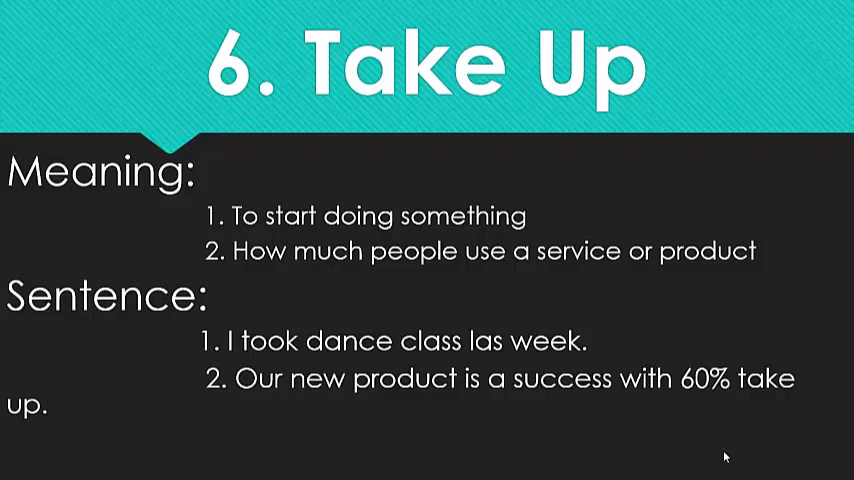 6. Take Up
Meaning:
1. To start doing something
2. How much people use a service or product
Sentence:
1. I took dance class las week.
2. Our new product is a success with 60% take
up.